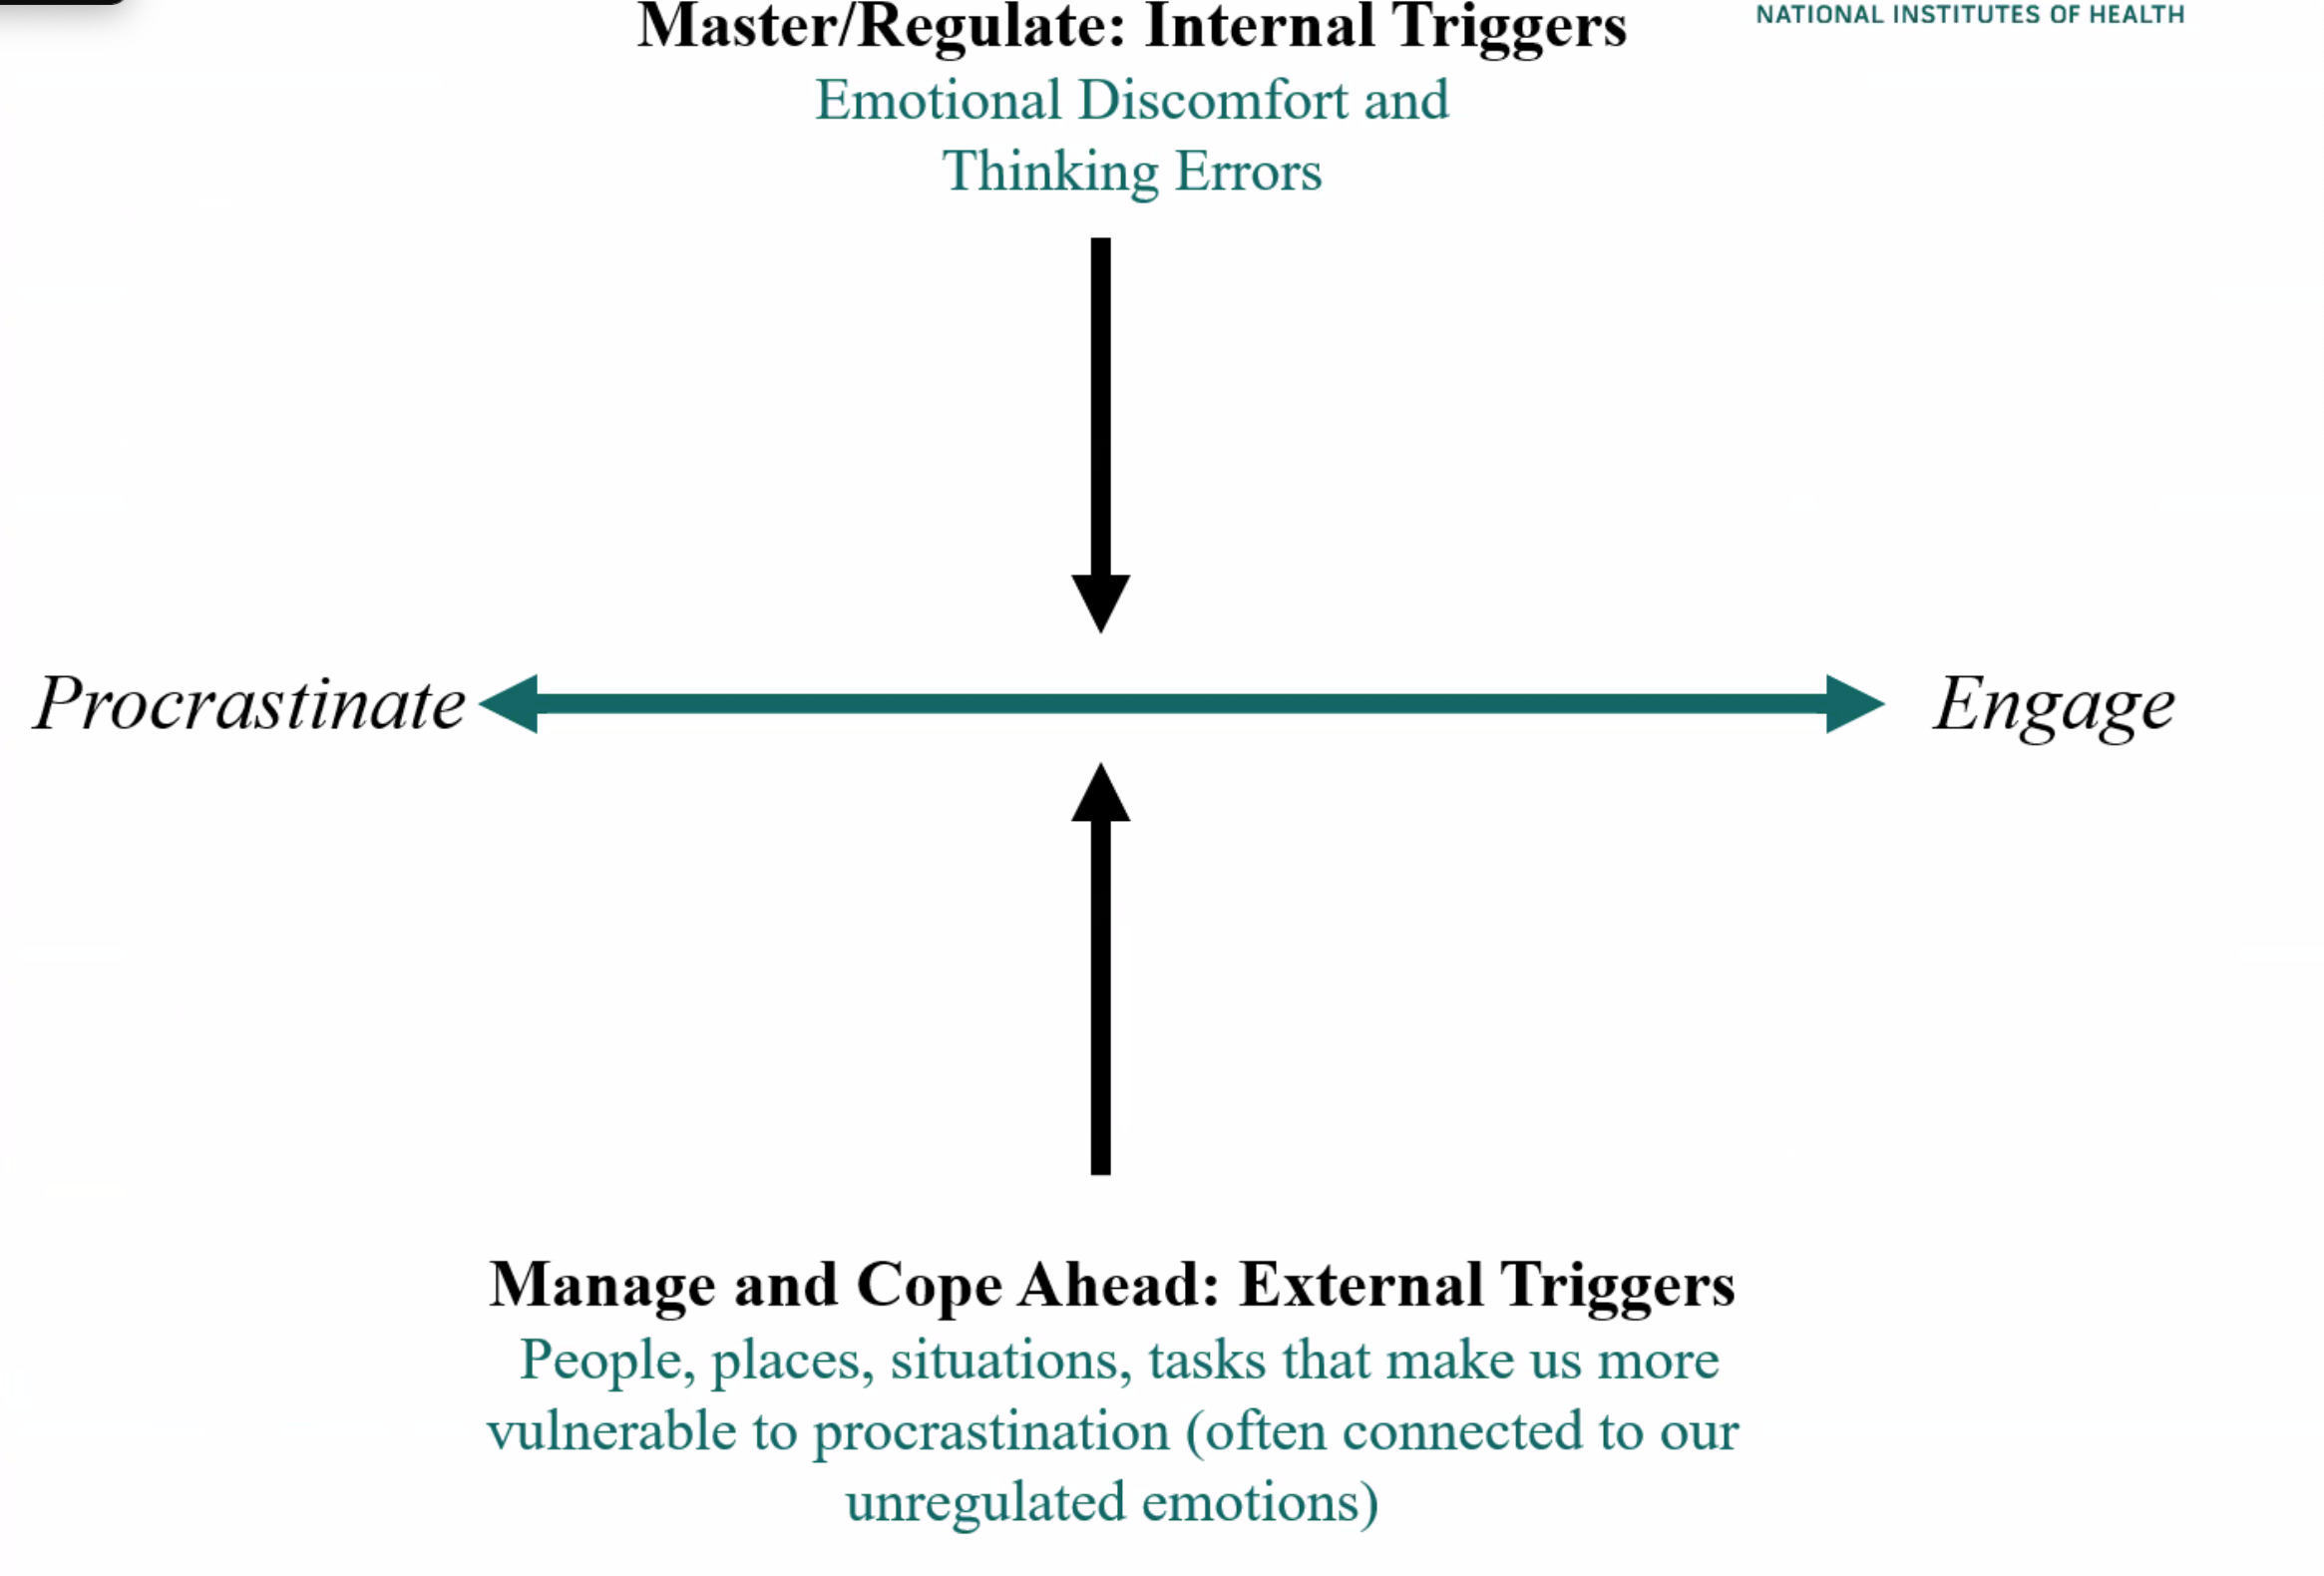 NATIONAL INSTITUTES OF HEALTH
Master/Regulate: Internal Triggers
Emotional Discomfort and
Thinking Errors
Procrastinate
Engage
Manage and Cope Ahead: External Triggers
People, places, situations, tasks that make us more
vulnerable to procrastination (often connected to our
unregulated emotions)